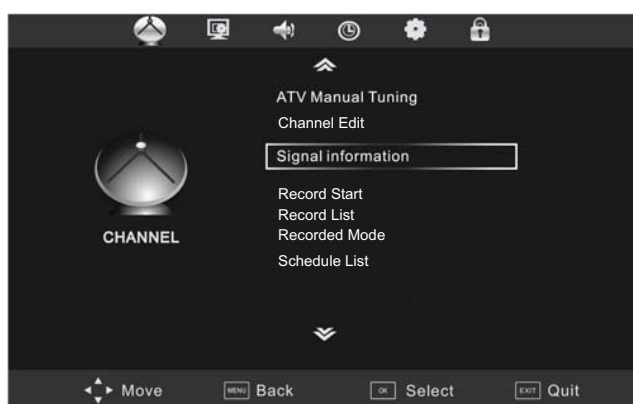 ATV Manual Tuning
Channel Edit
Signal information
Record Start
Record List
Recorded Mode
Schedule List
CHANNEL
Move MENU Back OK Select EXIT Quit